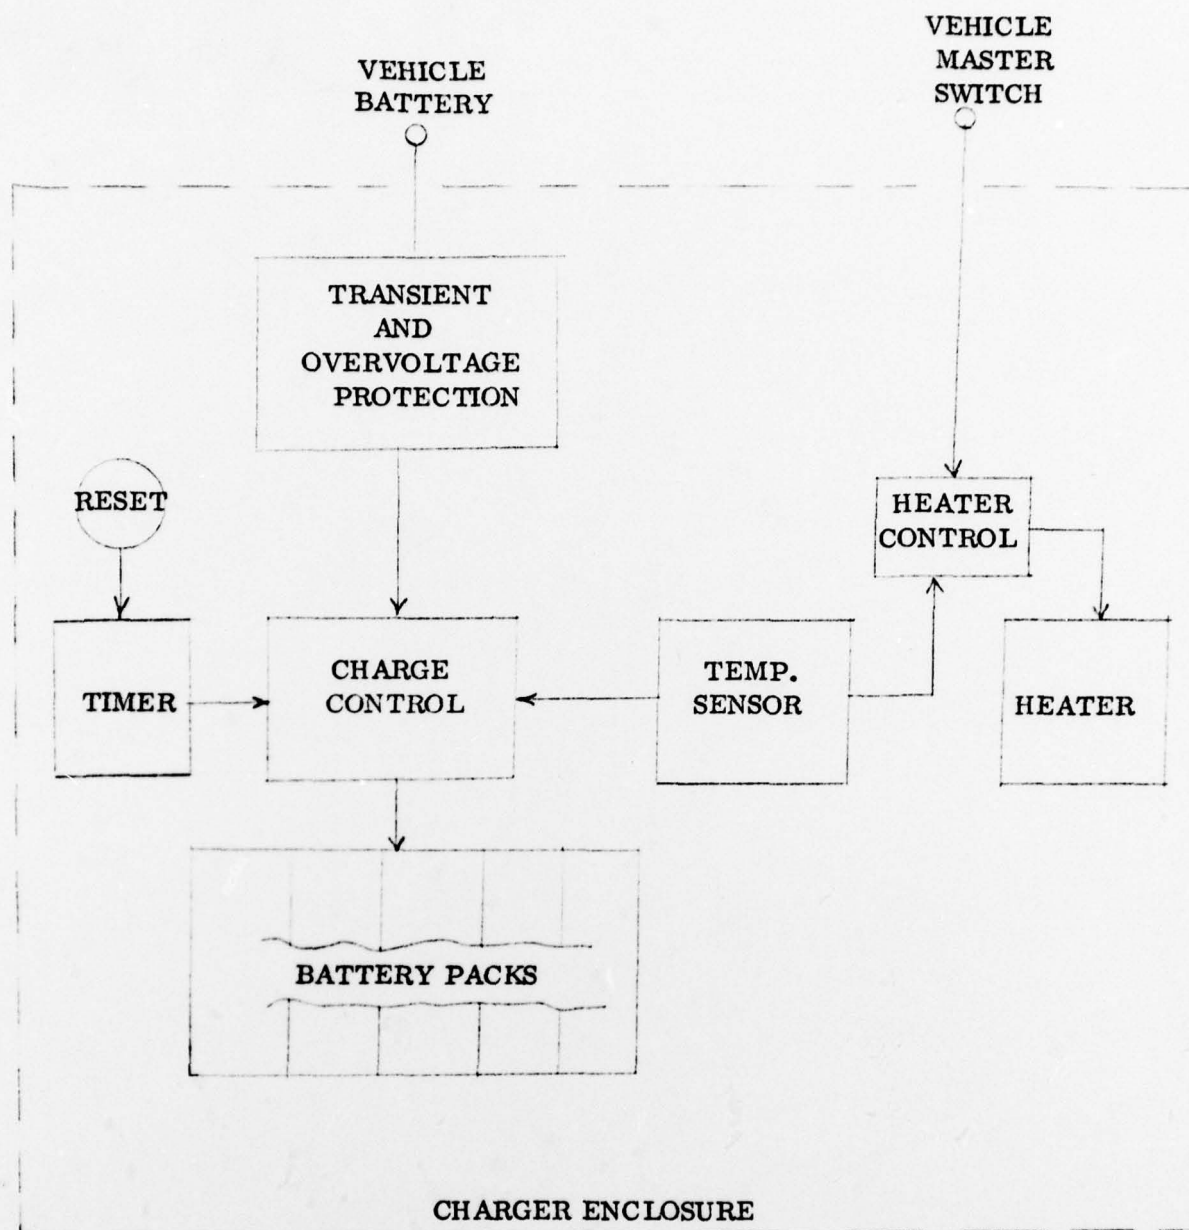 VEHICLE
BATTERY
VEHICLE
MASTER
SWITCH
TRANSIENT
AND
OVERVOLTAGE
PROTECTION
RESET
HEATER
CONTROL
TIMER
CHARGE
CONTROL
TEMP.
SENSOR
HEATER
BATTERY PACKS
CHARGER ENCLOSURE